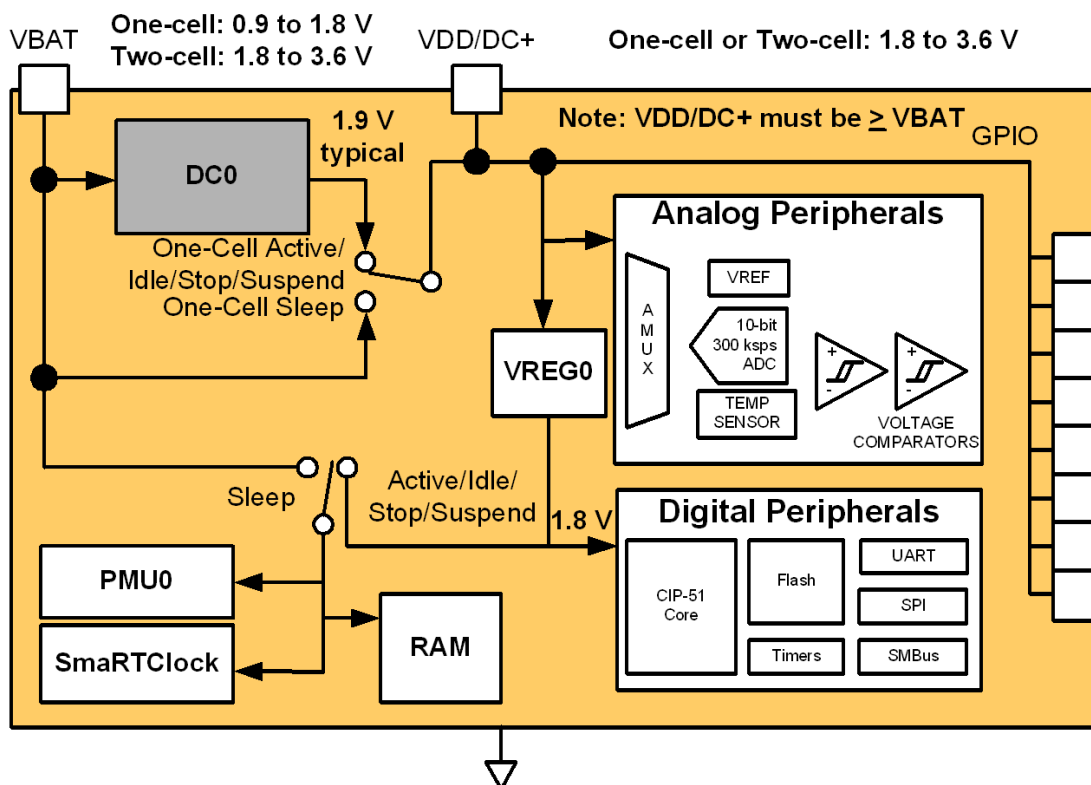 VBAT
One-cell: 0.9 to 1.8 V
Two-cell: 1.8 to 3.6 V
VDD/DC+
One-cell or Two-cell: 1.8 to 3.6 V
Note: VDD/DC+ must be ≥ VBAT
GPIO
1.9 V
typical
DC0
One-Cell Active/
Idle/Stop/Suspend
One-Cell Sleep
VREG0
Analog Peripherals
AMUX
VREF
10-bit
300 ksps
ADC
TEMP
SENSOR
+
-
+
-
VOLTAGE
COMPARATORS
Sleep
Active/Idle/
Stop/Suspend
1.8 V
Digital Peripherals
CIP-51
Core
Flash
Timers
UART
SPI
SMBus
PMU0
SmaRTClock
RAM